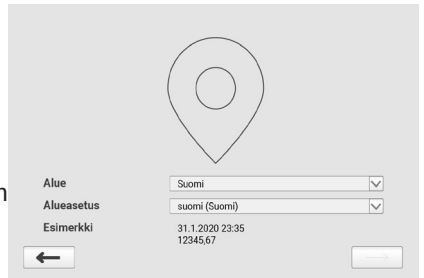 n
Alue Suomi
Alueasetus suomi (Suomi)
Esimerkki 31.1.2020 23:35
12345,67